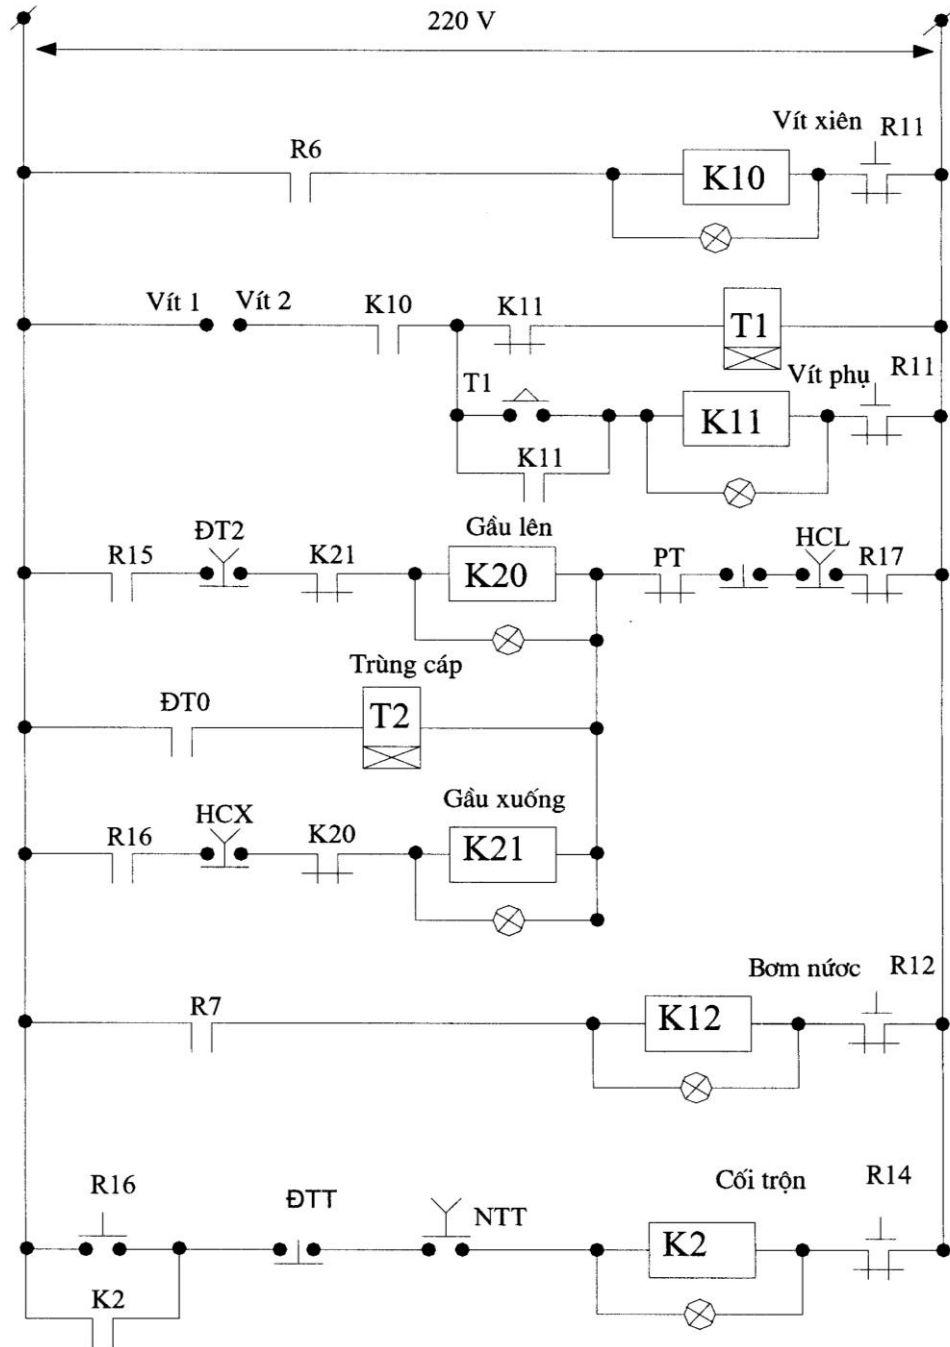 220 V
Vít xiên R11
R6
K10
Vít 1 Vít 2 K10 K11
T1
Vít phụ R11
T1
K11
K11
Gầu lên
R15 ĐT2 K21 K20 PT HCL R17
Trùng cáp
ĐT0
T2
Gầu xuống
R16 HCX K20 K21
Bơm nứơc R12
R7
K12
Cối trộn R14
R16 ĐTT NTT
K2
K2